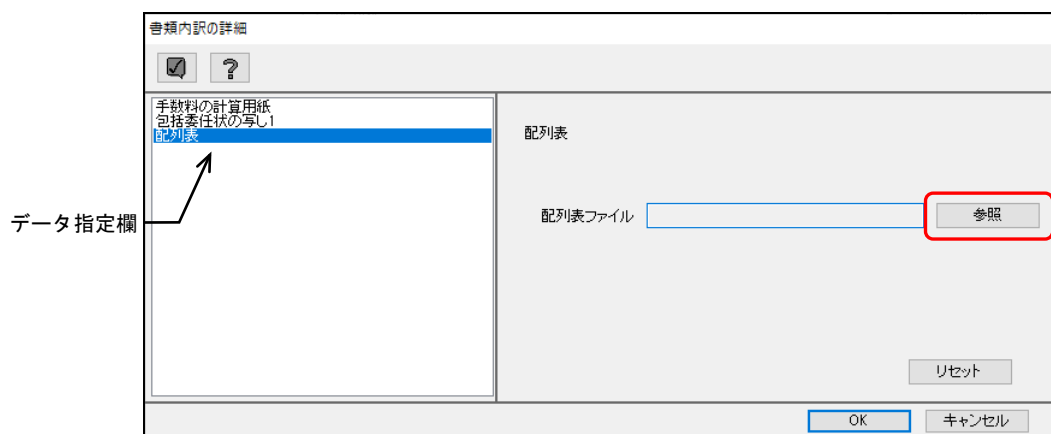 書類内訳の詳細
?
手数料の計算用紙
包括委任状の写し1
配列表
データ指定欄
配列表
配列表ファイル
参照
リセット
OK
キャンセル